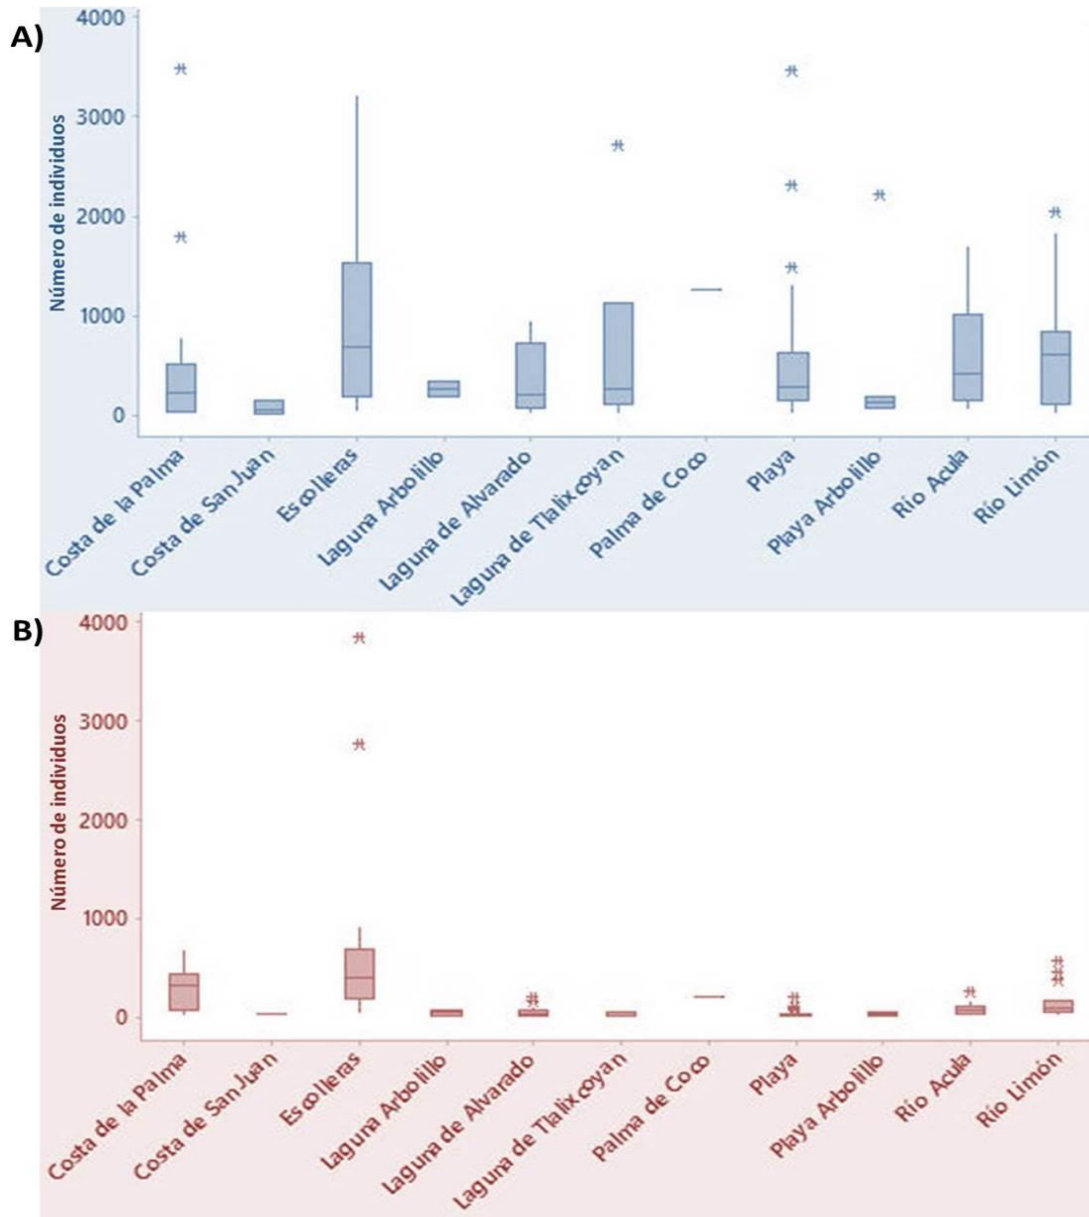 A)
Número de individuos
4000
3000
2000
1000
0
Costa de la Palma
Costa de San Juan
Escolleras
Laguna Arbolillo
Laguna de Alvarado
Laguna de Tlalixcoyan
Palma de Coco
Playa
Playa Arbolillo
Río Acula
Río Limón
B)
Número de individuos
4000
3000
2000
1000
0
Costa de la Palma
Costa de San Juan
Escolleras
Laguna Arbolillo
Laguna de Alvarado
Laguna de Tlalixcoyan
Palma de Coco
Playa
Playa Arbolillo
Río Acula
Río Limón